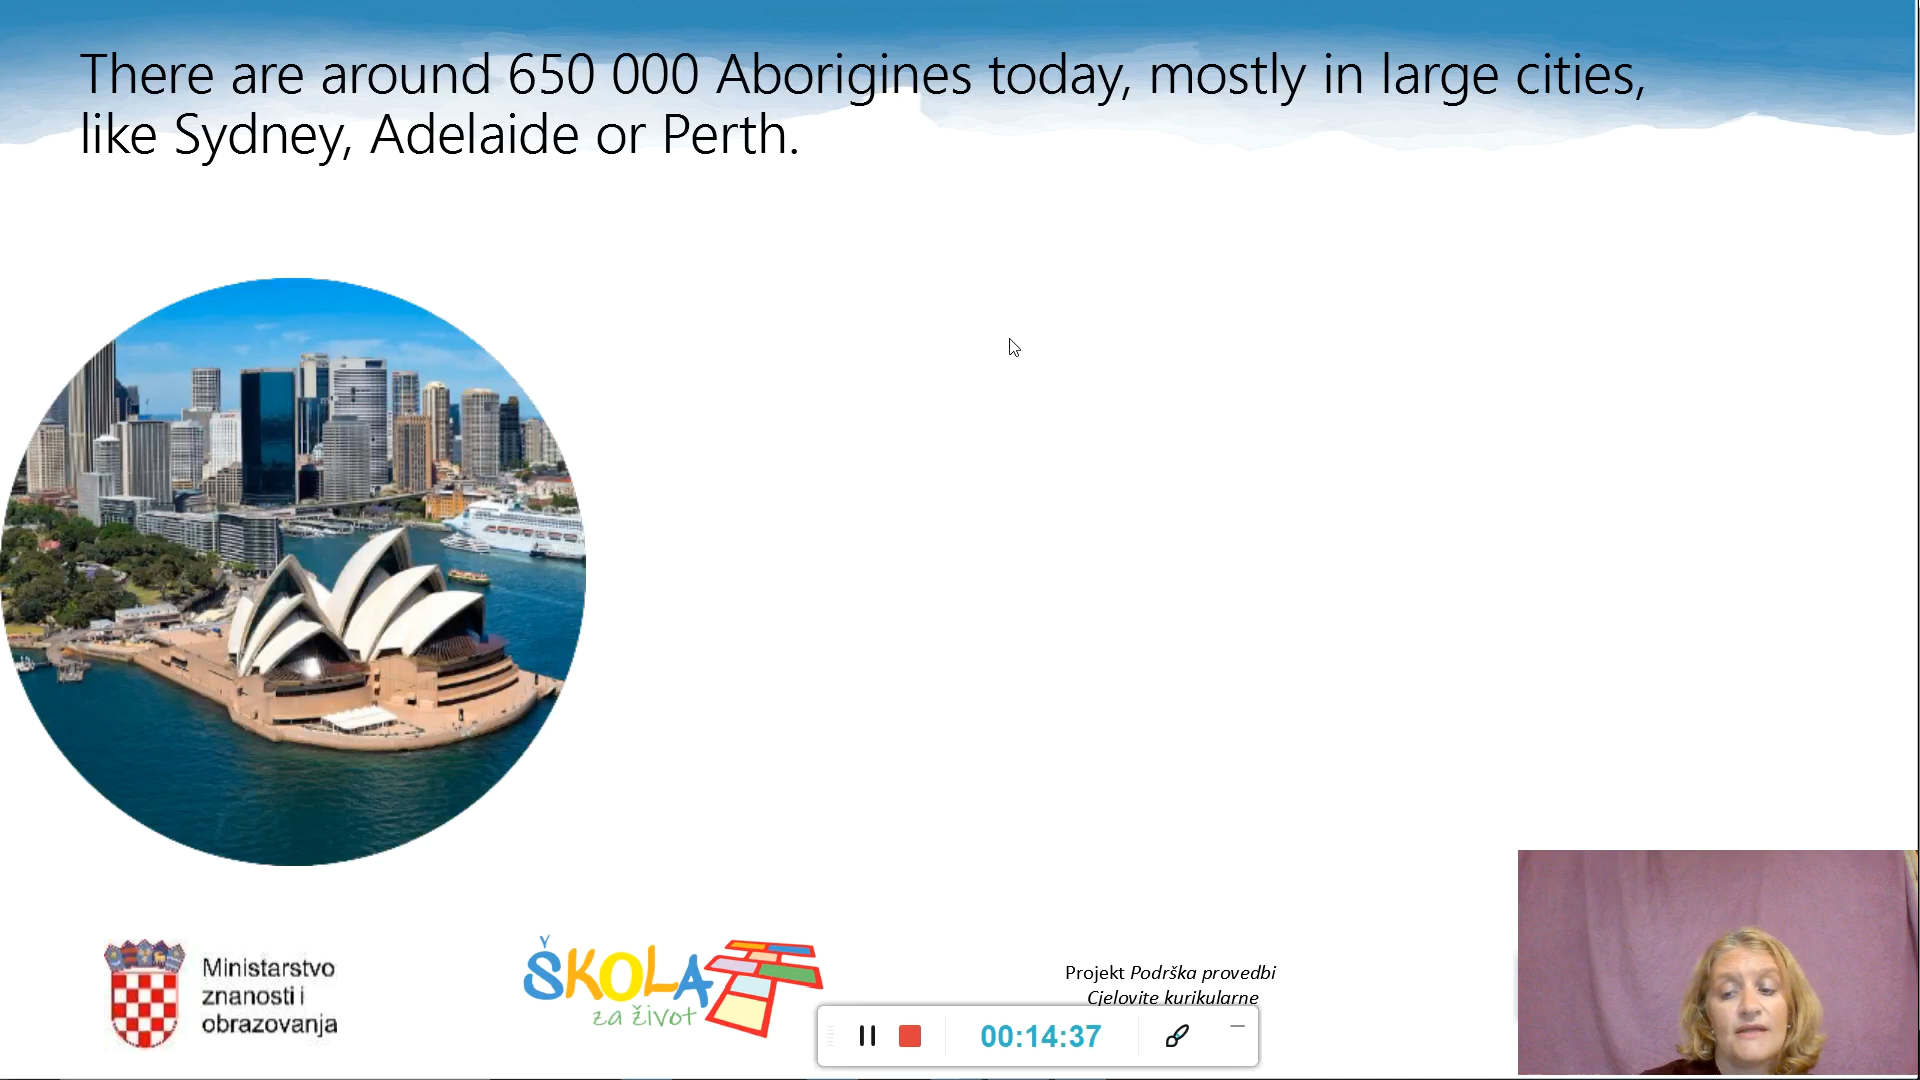 There are around 650 000 Aborigines today, mostly in large cities,
like Sydney, Adelaide or Perth.
Ministarstvo
znanosti i
obrazovanja
ŠKOLA
za život
Projekt Podrška provedbi
Cjelovite kurikularne
00:14:37